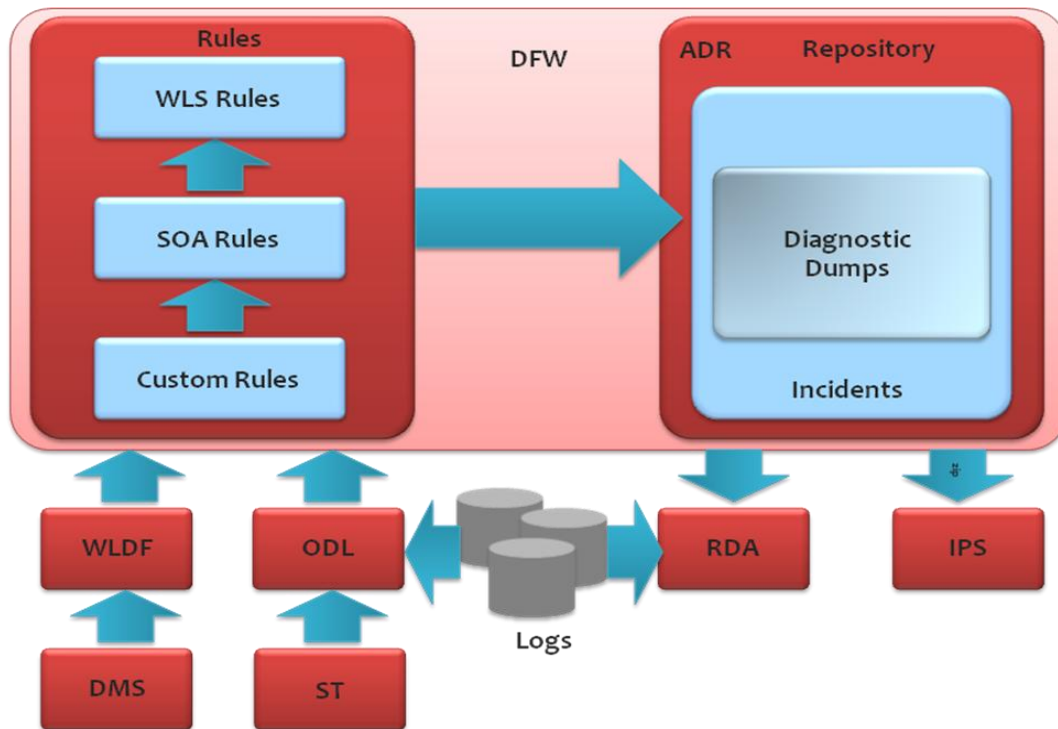 Rules
WLS Rules
SOA Rules
Custom Rules
DFW
ADR Repository
Diagnostic
Dumps
Incidents
WLDF
ODL
RDA
IPS
Logs
DMS
ST